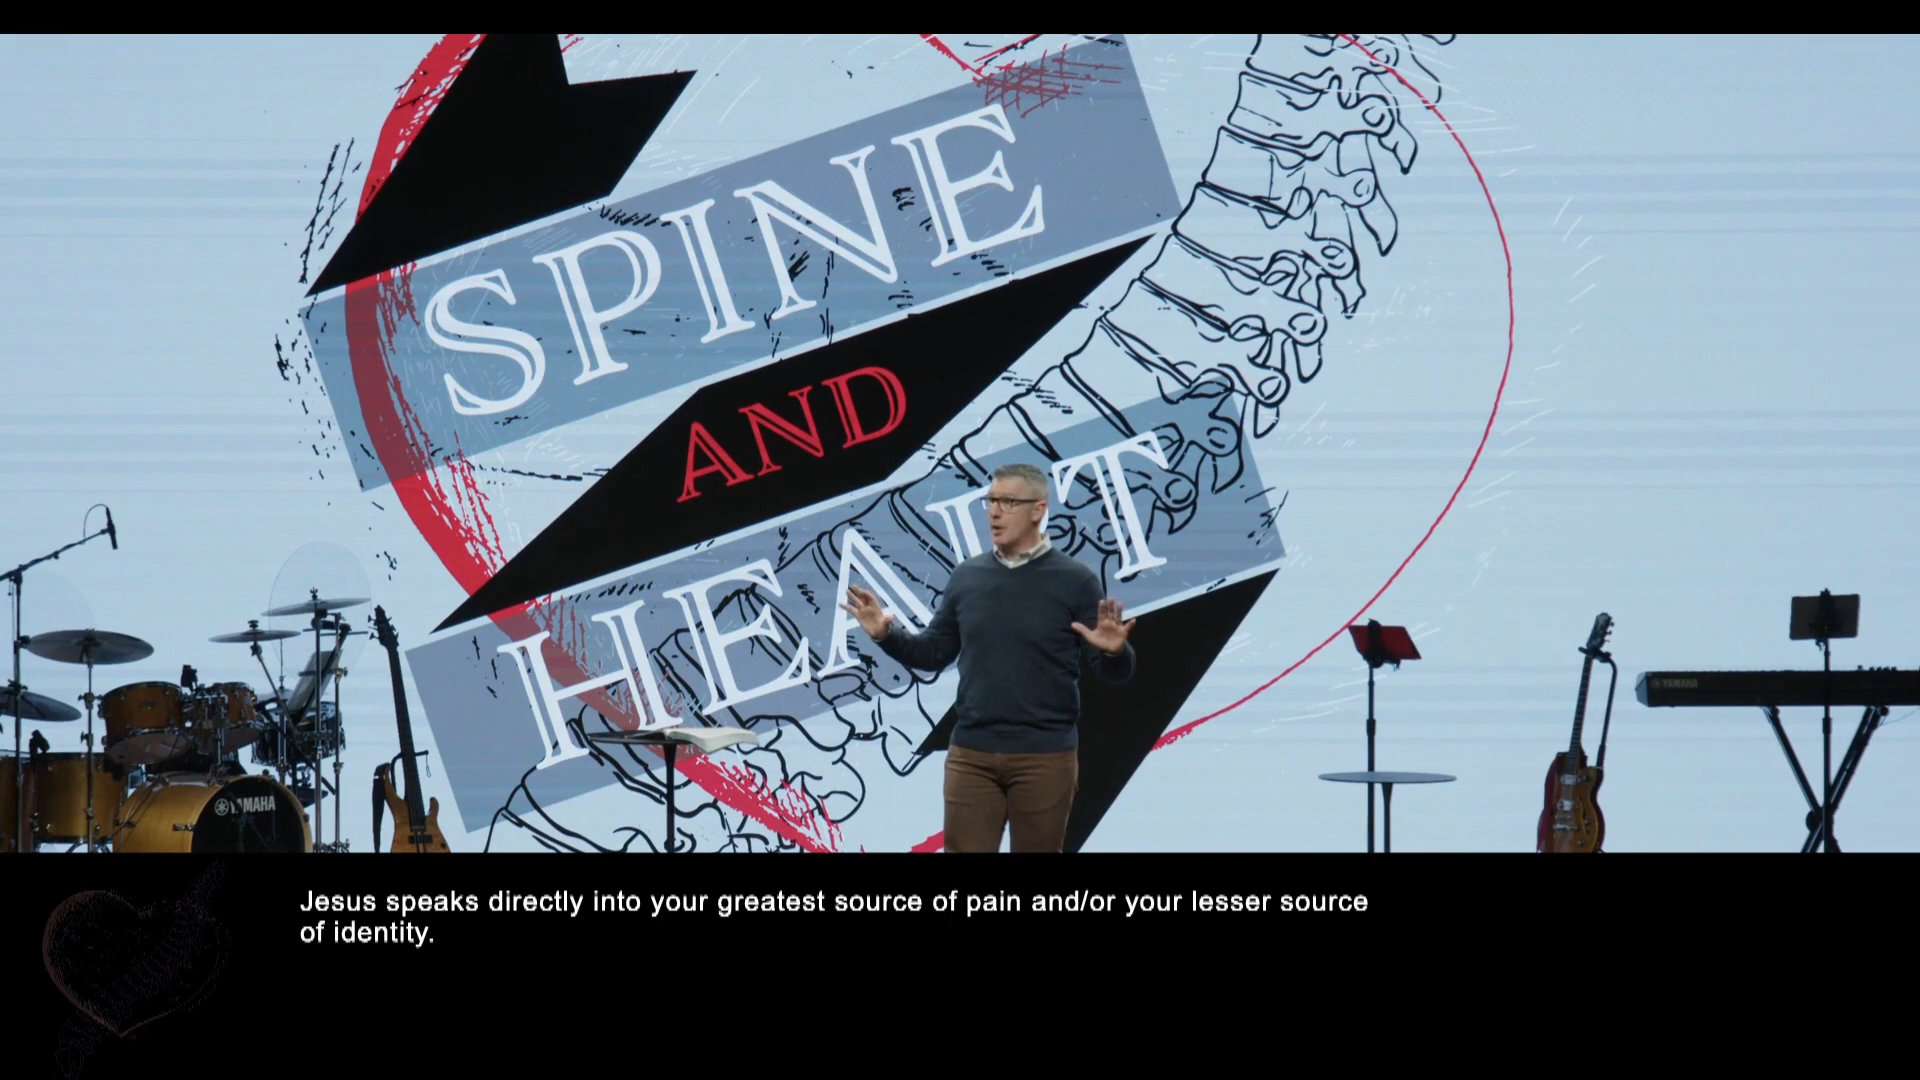 SPINE
AND
HEART
YAMAHA
YAMAHA
Jesus speaks directly into your greatest source of pain and/or your lesser source
of identity.